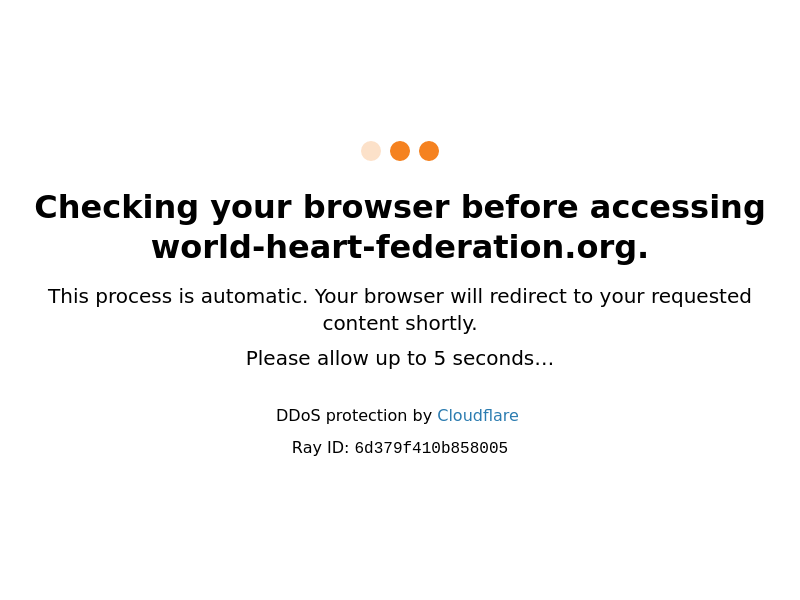 Checking your browser before accessing
world-heart-federation.org.
This process is automatic. Your browser will redirect to your requested
content shortly.
Please allow up to 5 seconds…
DDoS protection by Cloudflare
Ray ID: 6d379f410b858005